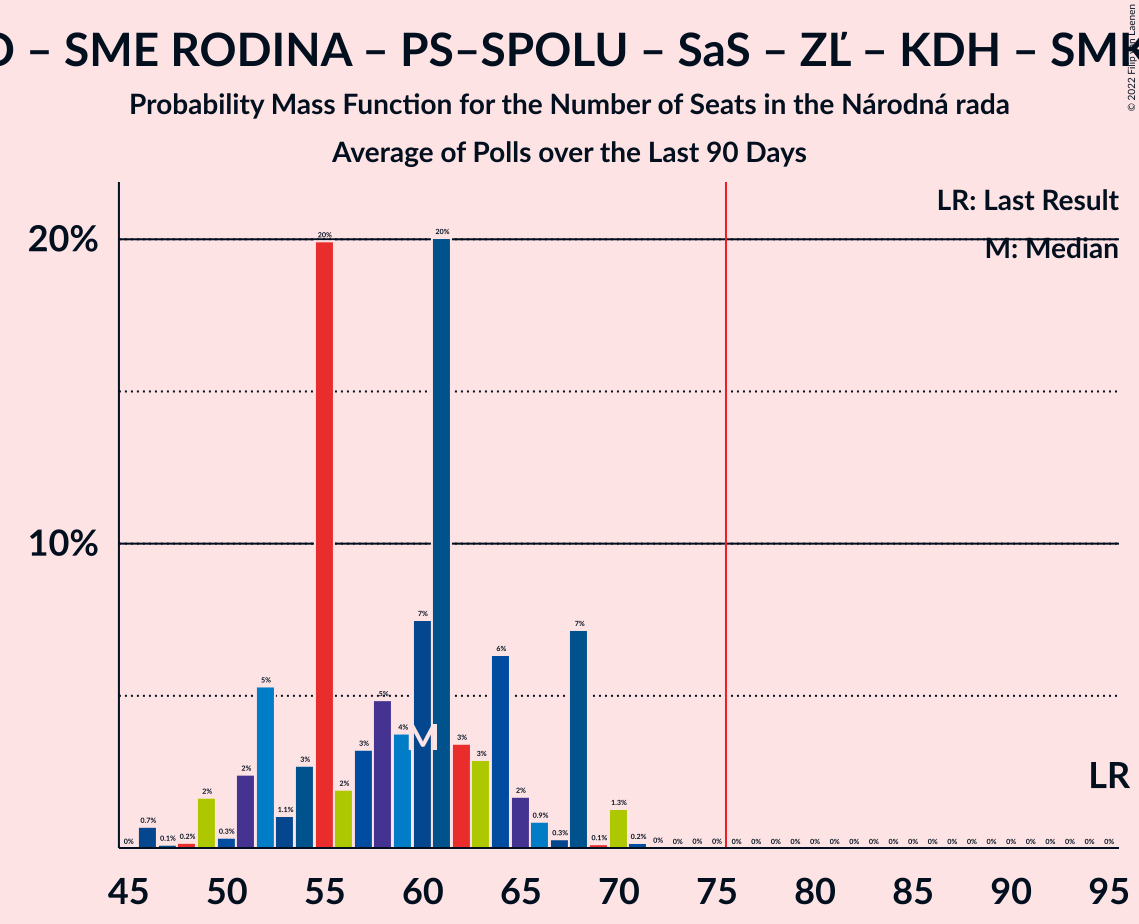 – SME RODINA – PS–SPOLU – SaS – ZĽ – KDH –
© 2022 Filip van Laenen
Probability Mass Function for the Number of Seats in the Národná rada
Average of Polls over the Last 90 Days
LR: Last Result
M: Median
20%
10%
0% 0.7% 0.1% 0.2% 2% 0.3% 2% 5% 1.1% 3% 20% 2% 3% 5% 4% 7% 20% 3% 3% 6% 2% 0.9% 0.3% 7% 0.1% 1.3% 0.2% 0% 0% 0% 0% 0% 0% 0% 0% 0% 0% 0% 0% 0% 0% 0% 0% 0% 0% 0% 0% 0% 0% 0% 0%
M
LR
45 50 55 60 65 70 75 80 85 90 95